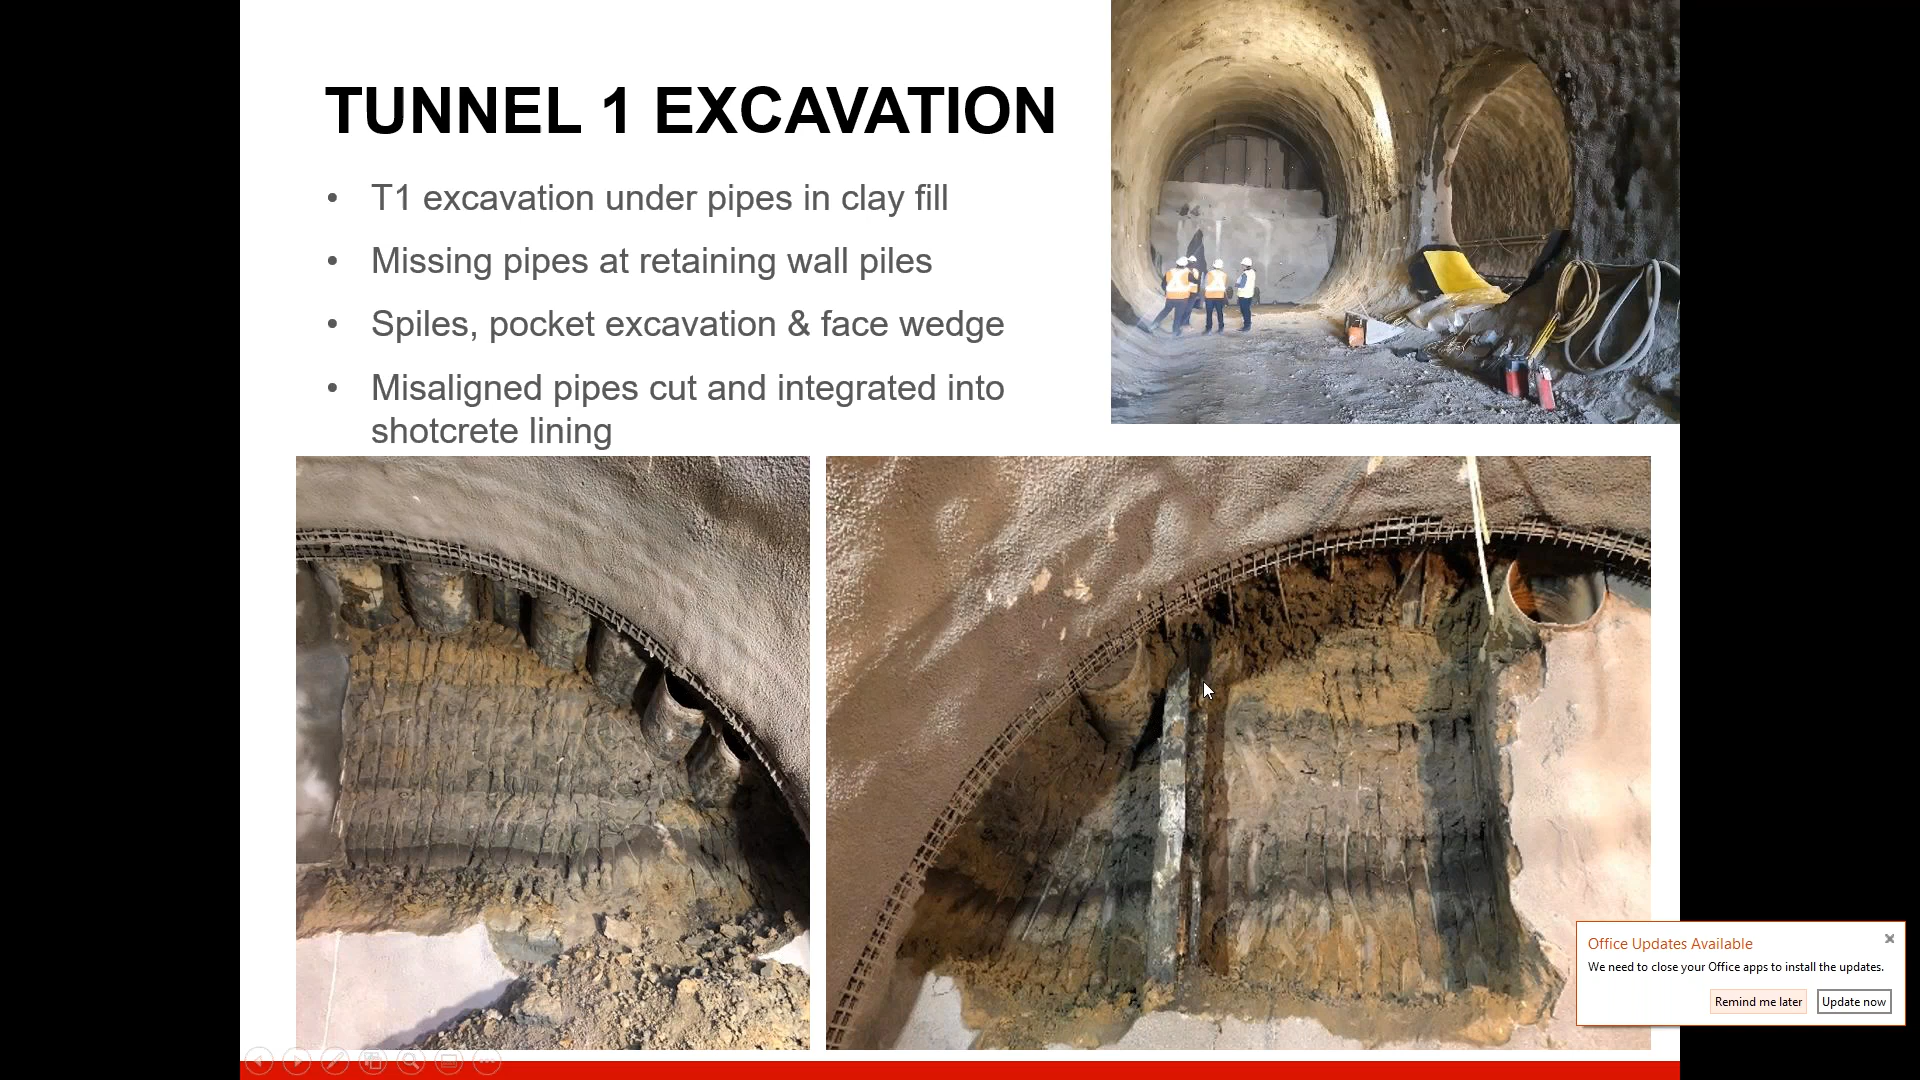 TUNNEL 1 EXCAVATION
• T1 excavation under pipes in clay fill
• Missing pipes at retaining wall piles
• Spiles, pocket excavation & face wedge
• Misaligned pipes cut and integrated into
shotcrete lining
Office Updates Available
We need to close your Office apps to install the updates.
Remind me later
Update now